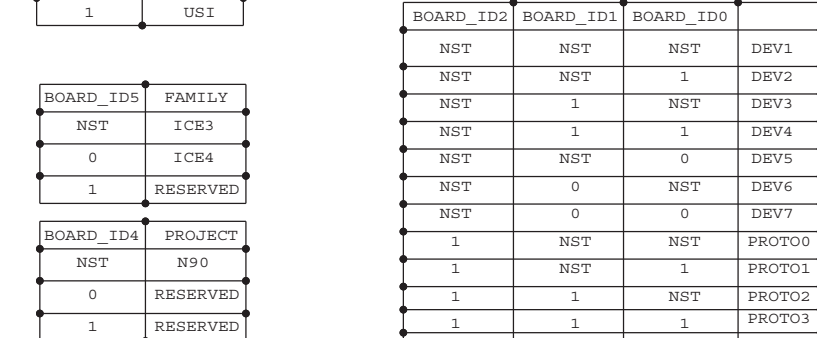 1 USI
BOARD_ID5 FAMILY
NST ICE3
0 ICE4
1 RESERVED
BOARD_ID4 PROJECT
NST N90
0 RESERVED
1 RESERVED
BOARD_ID2 BOARD_ID1 BOARD_ID0
NST NST NST DEV1
NST NST 1 DEV2
NST 1 NST DEV3
NST 1 1 DEV4
NST NST 0 DEV5
NST 0 NST DEV6
NST 0 0 DEV7
1 NST NST PROTO0
1 NST 1 PROTO1
1 1 NST PROTO2
1 1 1 PROTO3